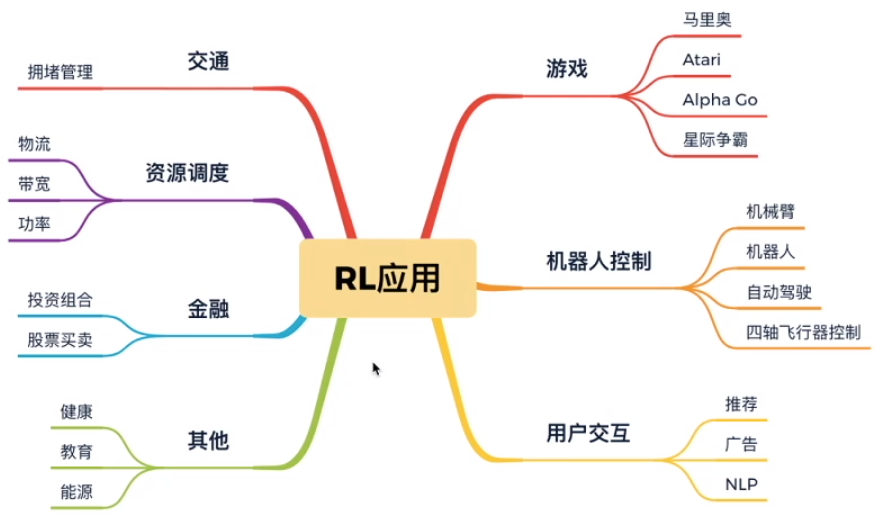 RL应用
交通
拥堵管理
资源调度
物流
带宽
功率
金融
投资组合
股票买卖
其他
健康
教育
能源
游戏
马里奥
Atari
Alpha Go
星际争霸
机器人控制
机械臂
机器人
自动驾驶
四轴飞行器控制
用户交互
推荐
广告
NLP